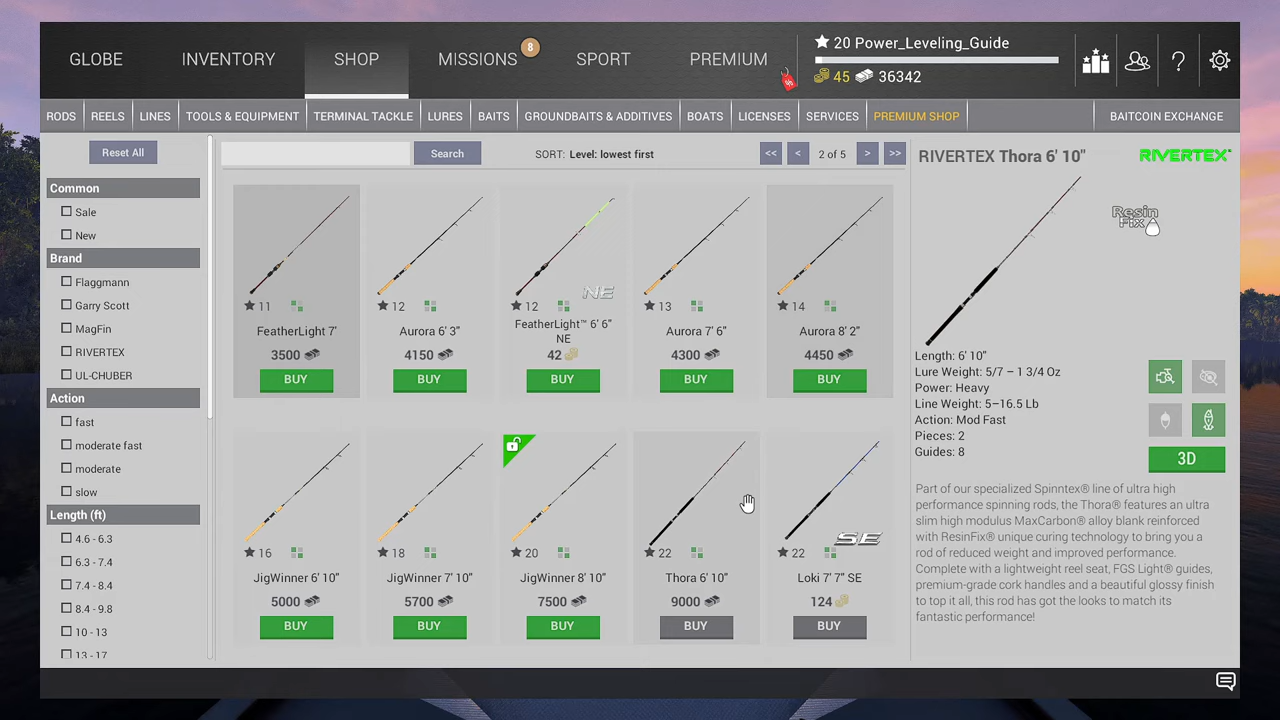 GLOBE
INVENTORY
SHOP
MISSIONS
8
SPORT
PREMIUM
%
20 Power_Leveling_Guide
45 36342
?
RODS
REELS
LINES
TOOLS & EQUIPMENT
TERMINAL TACKLE
LURES
BAITS
GROUNDBAITS & ADDITIVES
BOATS
LICENSES
SERVICES
PREMIUM SHOP
BAITCOIN EXCHANGE
Reset All
Common
Sale
New
Brand
Flaggmann
Garry Scott
MagFin
RIVERTEX
UL-CHUBER
Action
fast
moderate fast
moderate
slow
Length (ft)
4.6 - 6.3
6.3 - 7.4
7.4 - 8.4
8.4 - 9.8
10 - 13
13 - 17
Search
SORT: Level: lowest first
<< < 2 of 5 > >>
11
FeatherLight 7'
3500
BUY
12
Aurora 6' 3"
4150
BUY
12
NE
FeatherLight™ 6' 6"
NE
42
BUY
13
Aurora 7' 6"
4300
BUY
14
Aurora 8' 2"
4450
BUY
16
JigWinner 6' 10"
5000
BUY
18
JigWinner 7' 10"
5700
BUY
20
JigWinner 8' 10"
7500
BUY
22
Thora 6' 10"
9000
BUY
22
SE
Loki 7' 7" SE
124
BUY
RIVERTEX Thora 6' 10"
RIVERTEX
Resin
Fix
Length: 6' 10"
Lure Weight: 5/7 – 1 3/4 Oz
Power: Heavy
Line Weight: 5–16.5 Lb
Action: Mod Fast
Pieces: 2
Guides: 8
3D
Part of our specialized Spinntex® line of ultra high
performance spinning rods, the Thora® features an ultra
slim high modulus MaxCarbon® alloy blank reinforced
with ResinFix® unique curing technology to bring you a
rod of reduced weight and improved performance.
Complete with a lightweight reel seat, FGS Light® guides,
premium-grade cork handles and a beautiful glossy finish
to top it all, this rod has got the looks to match its
fantastic performance!